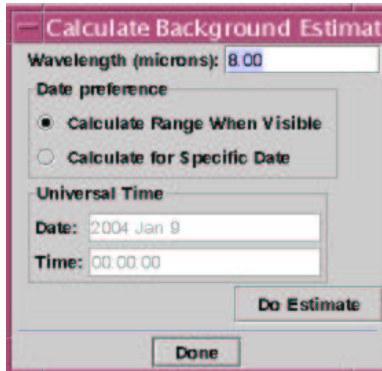 Calculate Background Estimat
Wavelength (microns): 8.00
Date preference
Calculate Range When Visible
Calculate for Specific Date
Universal Time
Date: 2004 Jan 9
Time: 00:00:00
Do Estimate
Done